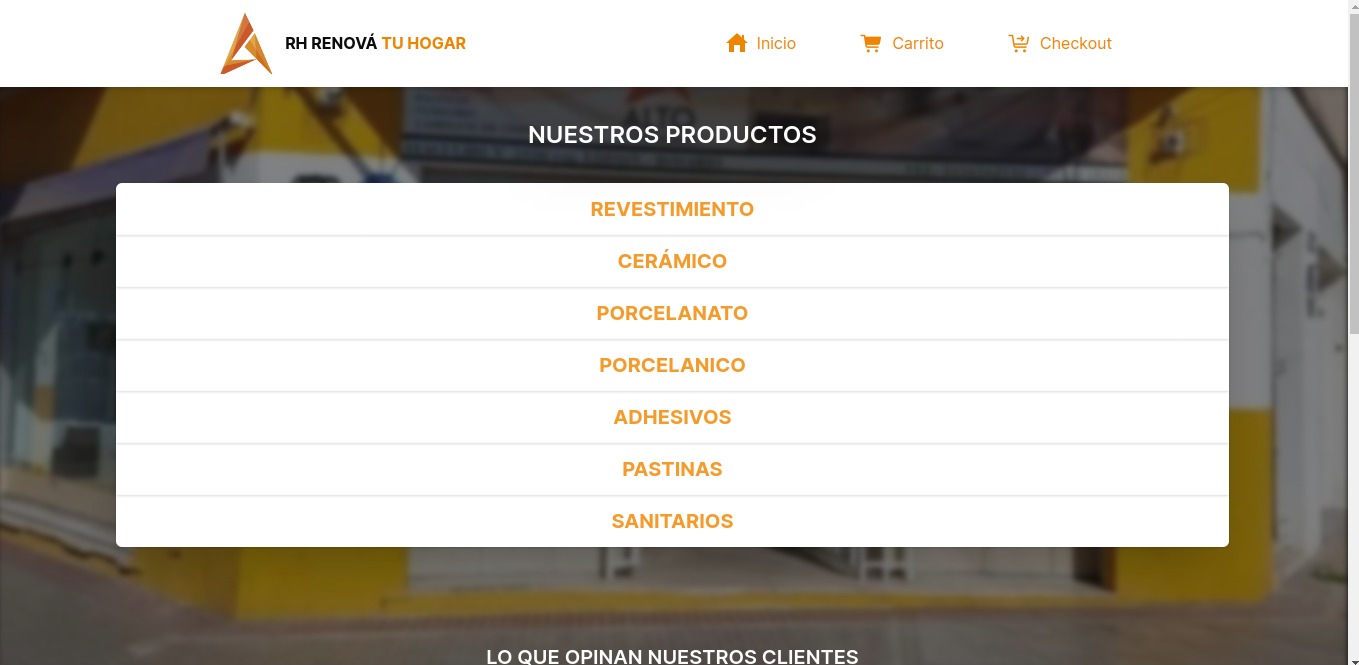 RH RENOVÁ TU HOGAR
Inicio
Carrito
Checkout
ALTO
NUESTROS PRODUCTOS
REVESTIMIENTO
CERÁMICO
PORCELANATO
PORCELANICO
ADHESIVOS
PASTINAS
SANITARIOS
LO QUE OPINAN NUESTROS CLIENTES